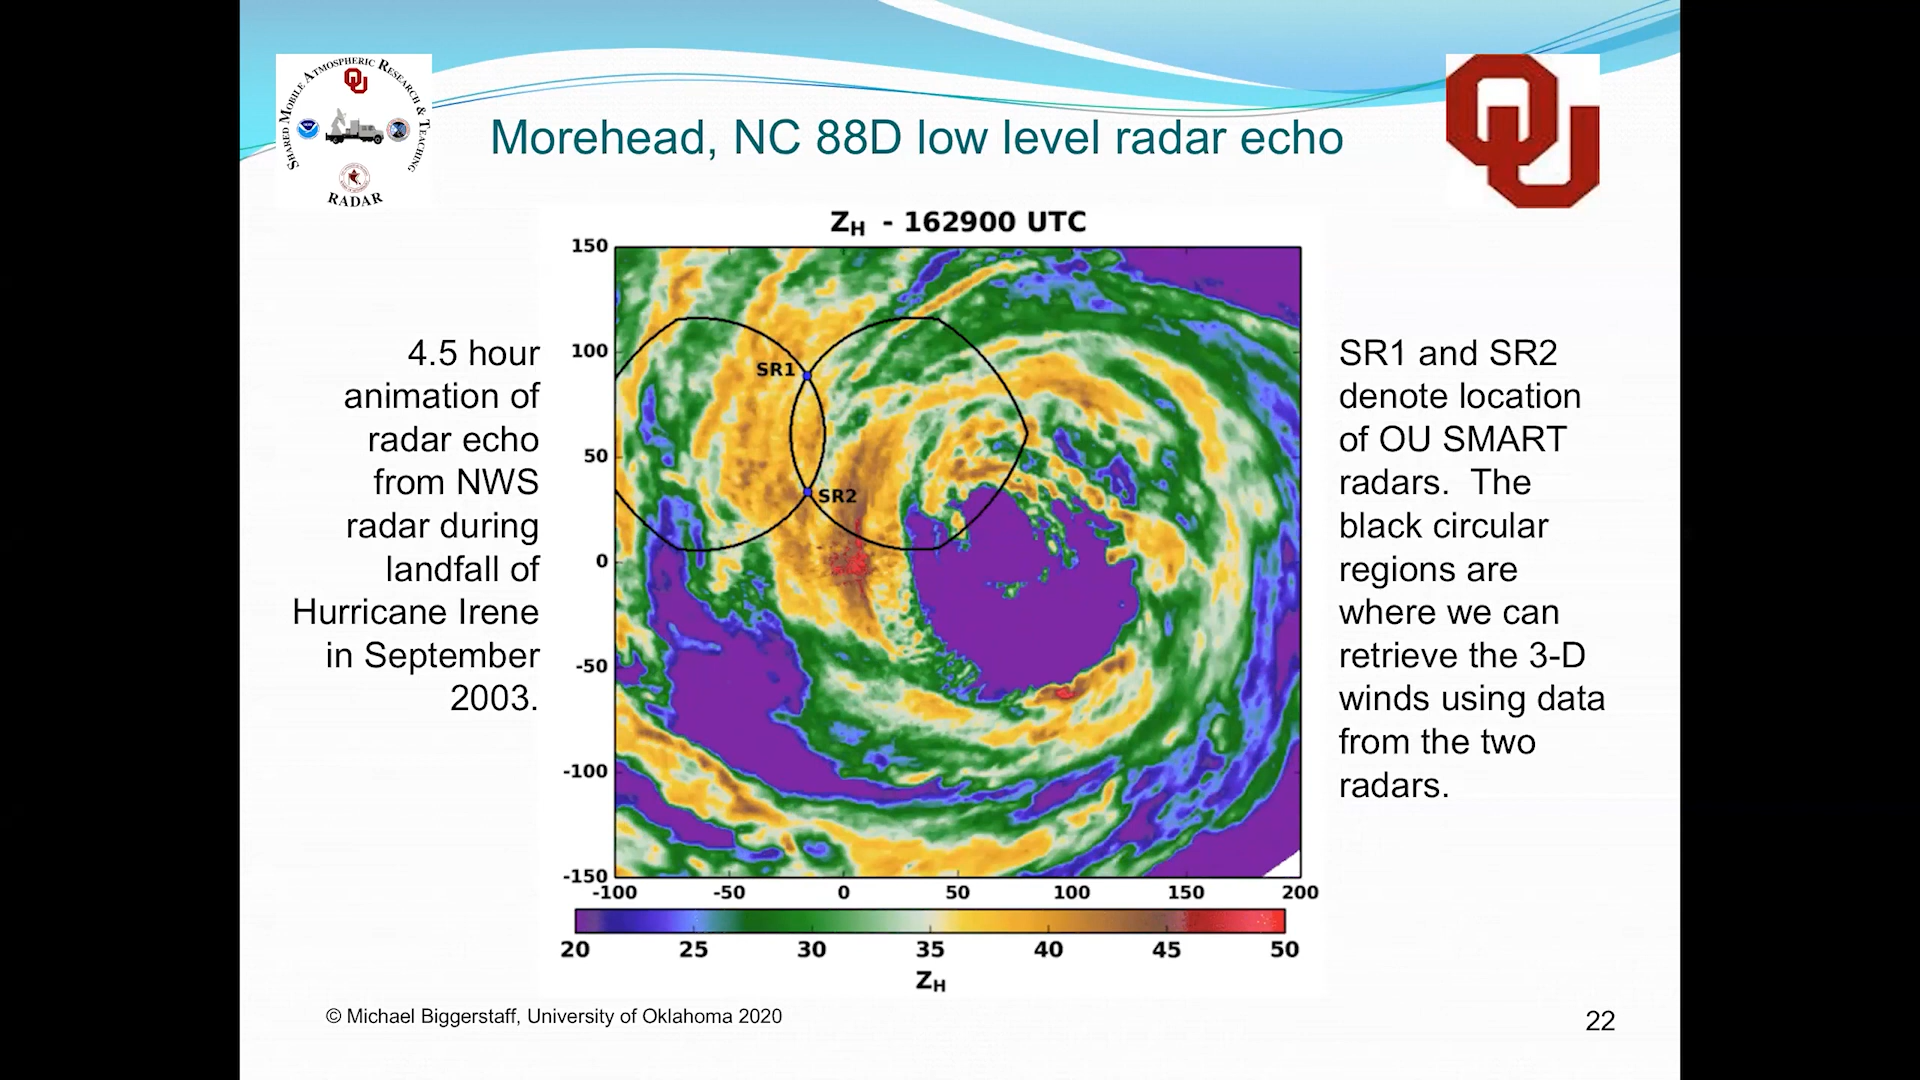 SHARED MOBILE ATMOSPHERIC RESEARCH & TEACHING
OU
RADAR
OU
Morehead, NC 88D low level radar echo
4.5 hour
animation of
radar echo
from NWS
radar during
landfall of
Hurricane Irene
in September
2003.
ZH - 162900 UTC
150
100
50
0
-50
-100
-150
SR1
SR2
-100 -50 0 50 100 150 200
20 25 30 35 40 45 50
ZH
SR1 and SR2
denote location
of OU SMART
radars. The
black circular
regions are
where we can
retrieve the 3-D
winds using data
from the two
radars.
© Michael Biggerstaff, University of Oklahoma 2020
22